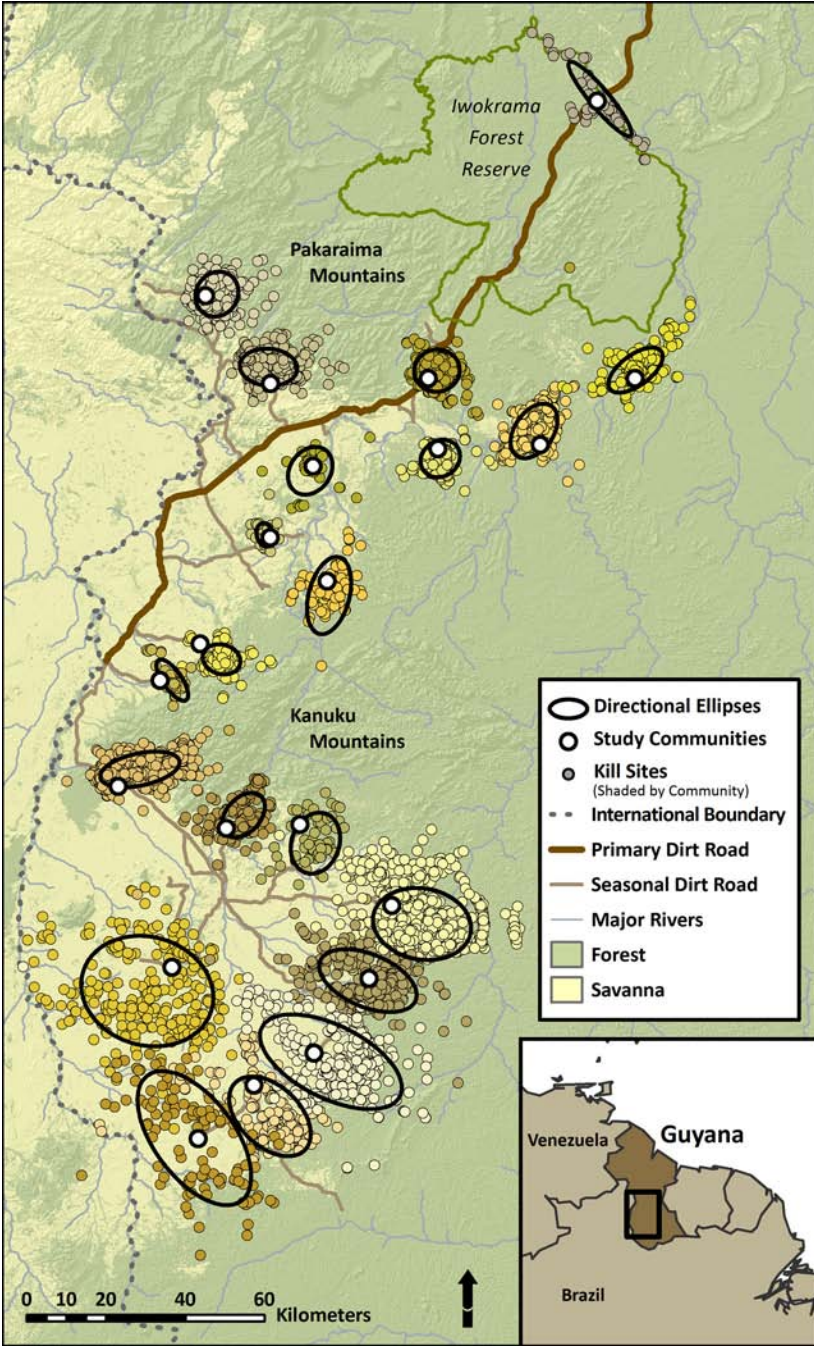 Iwokrama
Forest
Reserve
Pakaraima
Mountains
Kanuku
Mountains
Directional Ellipses
Study Communities
Kill Sites
(Shaded by Community)
International Boundary
Primary Dirt Road
Seasonal Dirt Road
Major Rivers
Forest
Savanna
Venezuela
Guyana
Brazil
0 20 40 60
Kilometers